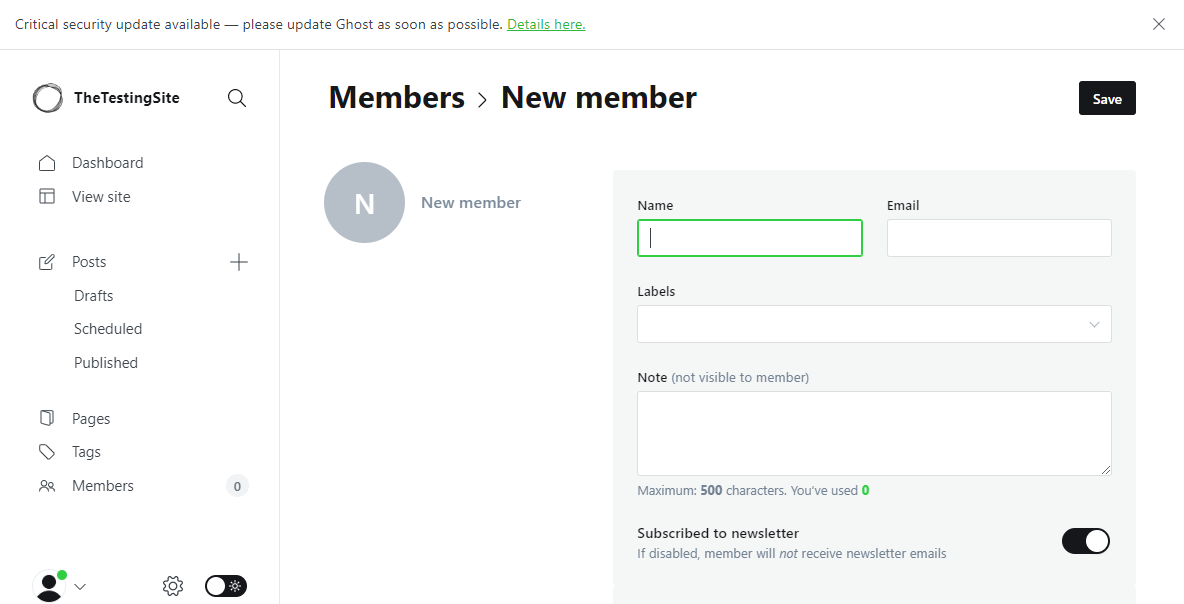 Critical security update available — please update Ghost as soon as possible. Details here.
TheTestingSite
Dashboard
View site
Posts
Drafts
Scheduled
Published
Pages
Tags
Members 0
Members > New member
Save
N New member
Name Email
Labels
Note (not visible to member)
Maximum: 500 characters. You've used 0
Subscribed to newsletter
If disabled, member will not receive newsletter emails